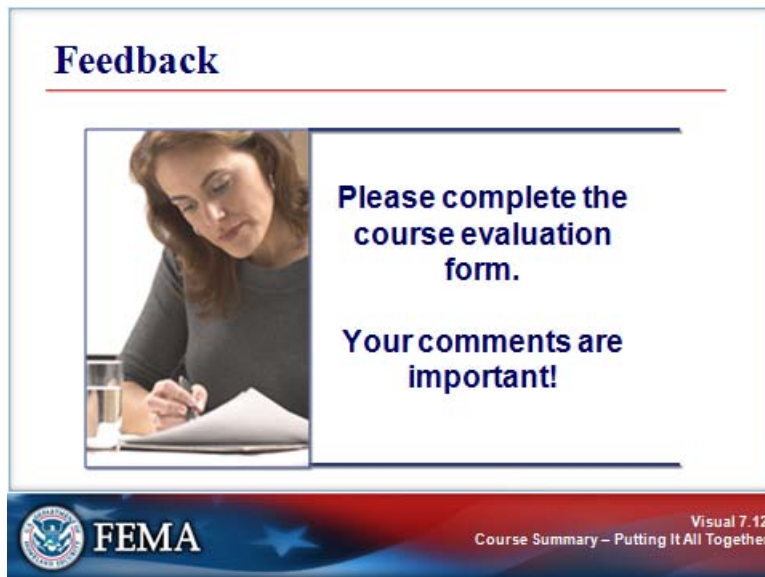 Feedback
Please complete the
course evaluation
form.
Your comments are
important!
FEMA
Visual 7.12
Course Summary – Putting It All Together